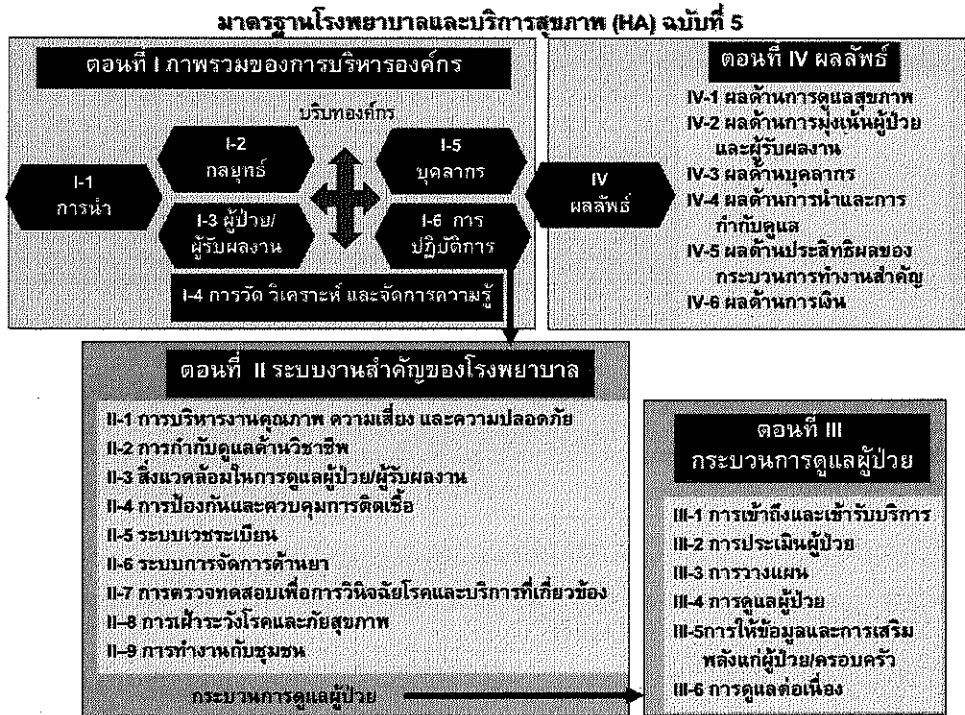 มาตรฐานโรงพยาบาลและบริการสุขภาพ (HA) ฉบับที่ 5
ตอนที่ I ภาพรวมของการบริหารองค์กร
บริบทองค์กร
I-1
การนำ
I-2
กลยุทธ์
I-3 ผู้ป่วย/
ผู้รับผลงาน
I-5
บุคลากร
I-6 การ
ปฏิบัติการ
I-4 การวัด วิเคราะห์ และจัดการความรู้
IV
ผลลัพธ์
ตอนที่ IV ผลลัพธ์
IV-1 ผลด้านการดูแลสุขภาพ
IV-2 ผลด้านการมุ่งเน้นผู้ป่วย
และผู้รับผลงาน
IV-3 ผลด้านบุคลากร
IV-4 ผลด้านการนำและการ
กำกับดูแล
IV-5 ผลด้านประสิทธิผลของ
กระบวนการทำงานสำคัญ
IV-6 ผลด้านการเงิน
ตอนที่ II ระบบงานสำคัญของโรงพยาบาล
II-1 การบริหารงานคุณภาพ ความเสี่ยง และความปลอดภัย
II-2 การกำกับดูแลด้านวิชาชีพ
II-3 สิ่งแวดล้อมในการดูแลผู้ป่วย/ผู้รับผลงาน
II-4 การป้องกันและควบคุมการติดเชื้อ
II-5 ระบบเวชระเบียน
II-6 ระบบการจัดการด้านยา
II-7 การตรวจทดสอบเพื่อการวินิจฉัยโรคและบริการที่เกี่ยวข้อง
II-8 การเฝ้าระวังโรคและภัยสุขภาพ
II-9 การทำงานกับชุมชน
กระบวนการดูแลผู้ป่วย
ตอนที่ III
กระบวนการดูแลผู้ป่วย
III-1 การเข้าถึงและเข้ารับบริการ
III-2 การประเมินผู้ป่วย
III-3 การวางแผน
III-4 การดูแลผู้ป่วย
III-5การให้ข้อมูลและการเสริม
พลังแก่ผู้ป่วย/ครอบครัว
III-6 การดูแลต่อเนื่อง